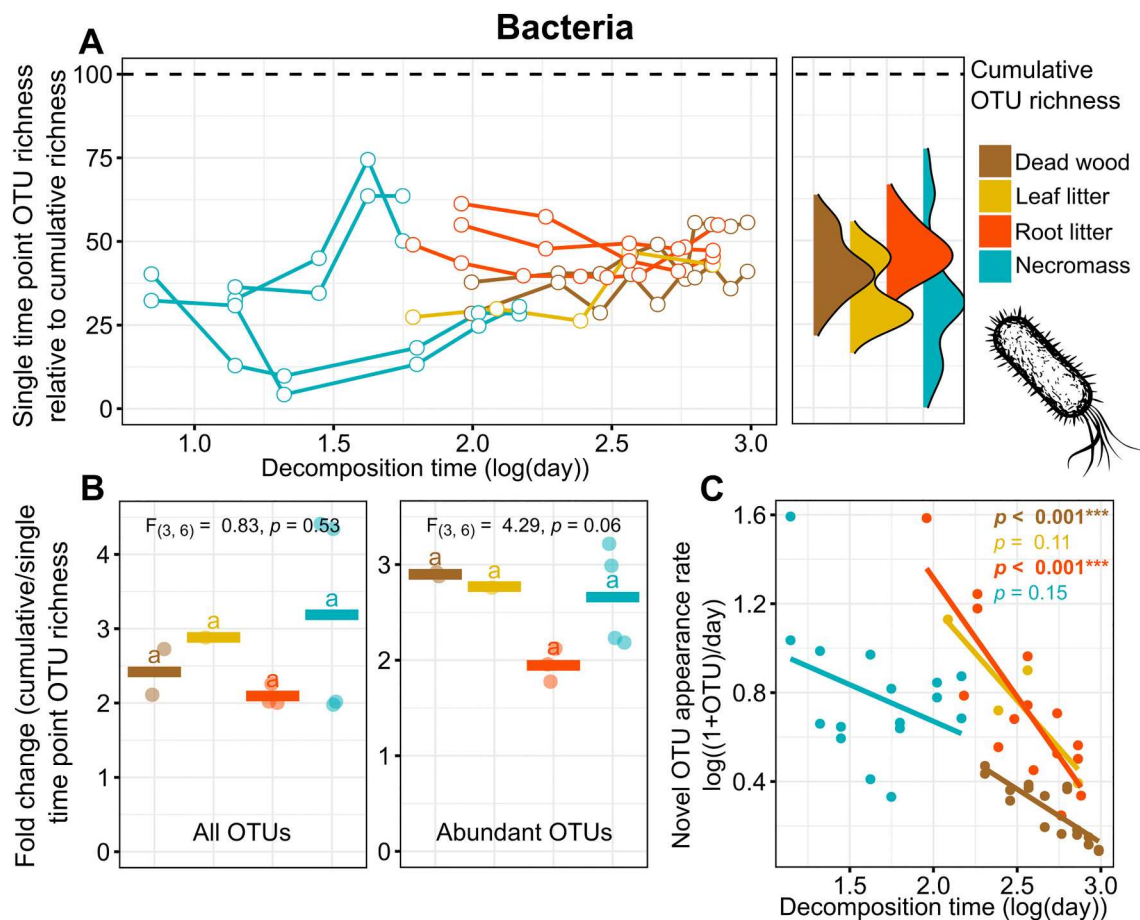 Bacteria
A
Single time point OTU richness
relative to cumulative richness
100
75
50
25
0
1.0
1.5
2.0
2.5
3.0
Decomposition time (log(day))
Cumulative
OTU richness
Dead wood
Leaf litter
Root litter
Necromass
B
Fold change (cumulative/single
time point OTU richness
4
3
2
1
0
F(3, 6) = 0.83, p = 0.53
a
a
a
a
All OTUs
3
2
1
0
F(3, 6) = 4.29, p = 0.06
a
a
a
a
Abundant OTUs
C
Novel OTU appearance rate
log((1+OTU)/day)
1.6
1.2
0.8
0.4
p < 0.001***
p = 0.11
p < 0.001***
p = 0.15
1.5
2.0
2.5
3.0
Decomposition time (log(day))